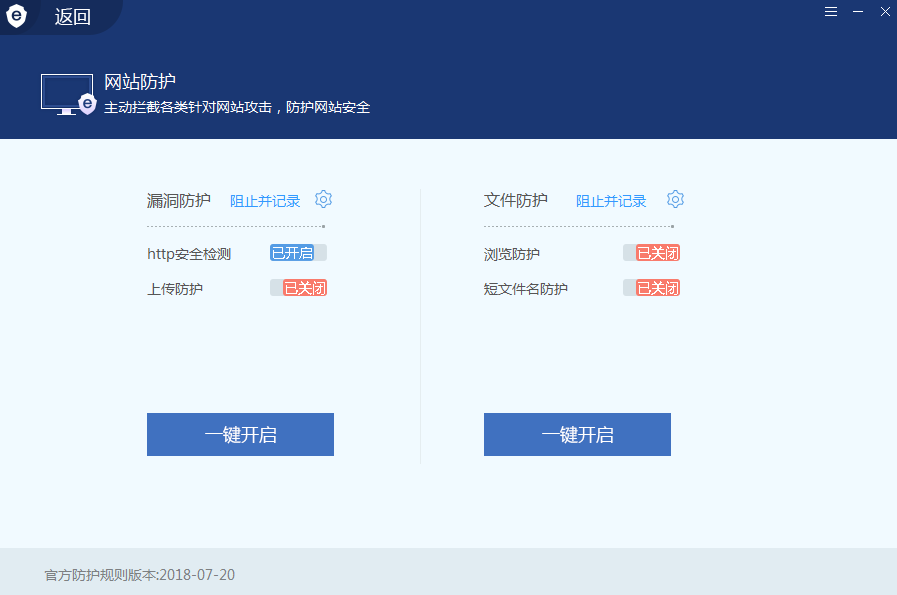 返回
网站防护
主动拦截各类针对网站攻击，防护网站安全
漏洞防护 阻止并记录
http安全检测 已开启
上传防护 已关闭
一键开启
文件防护 阻止并记录
浏览防护 已关闭
短文件名防护 已关闭
一键开启
官方防护规则版本:2018-07-20